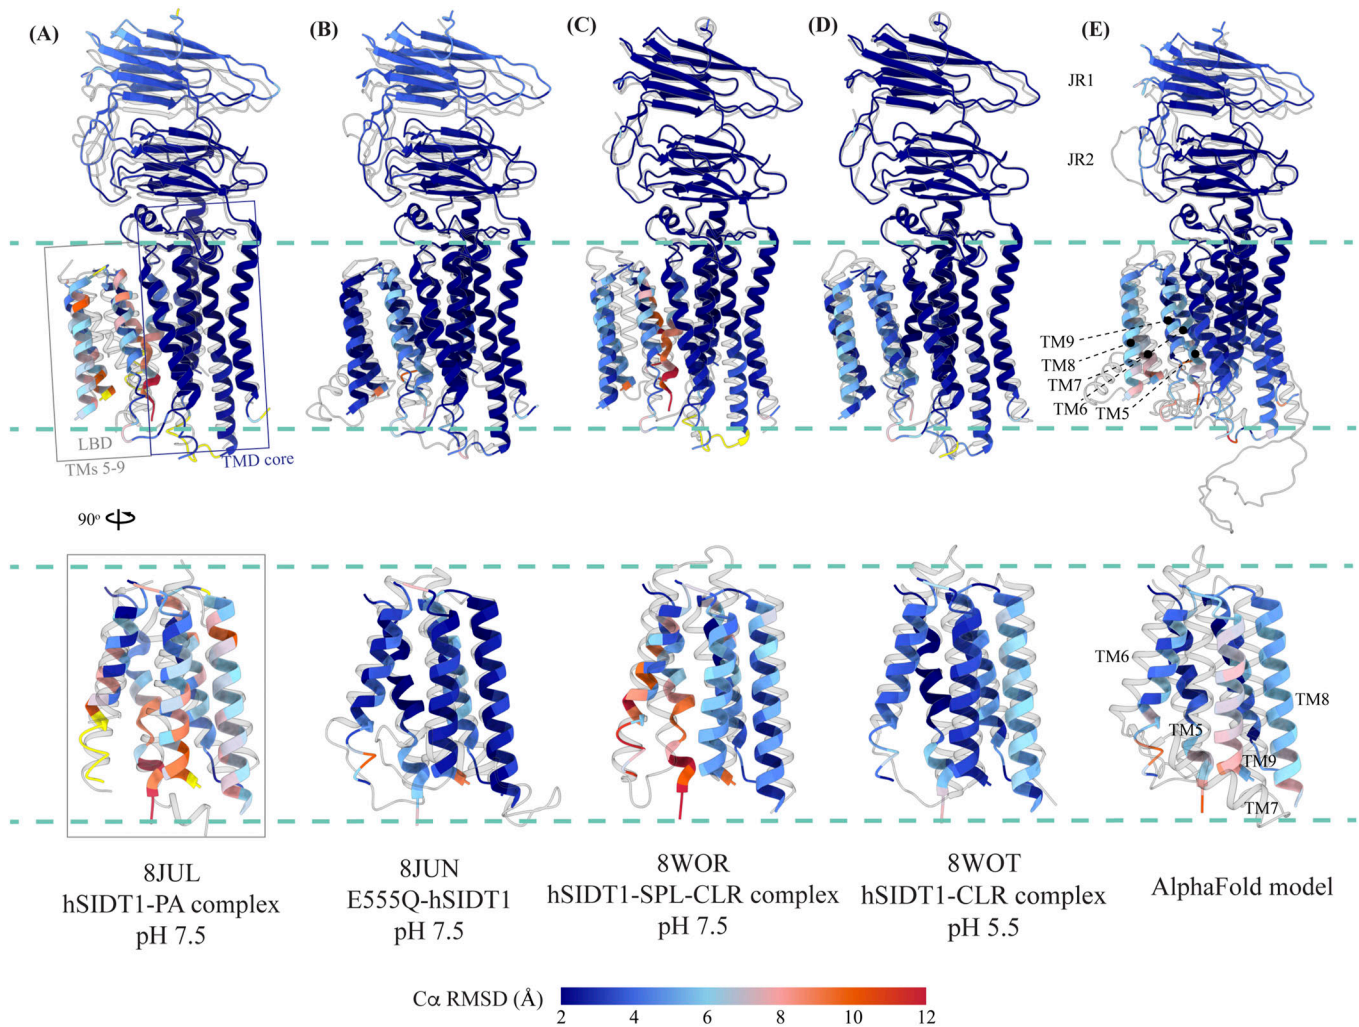 (A)
(B)
(C)
(D)
(E)
JR1
JR2
TM9
TM8
TM7
TM6
TM5
LBD
TMs 5-9
TMD core
90º
TM6
TM8
TM5
TM9
TM7
8JUL
hSIDT1-PA complex
pH 7.5
8JUN
E555Q-hSIDT1
pH 7.5
8WOR
hSIDT1-SPL-CLR complex
pH 7.5
8WOT
hSIDT1-CLR complex
pH 5.5
AlphaFold model
Cα RMSD (Å)
2 4 6 8 10 12